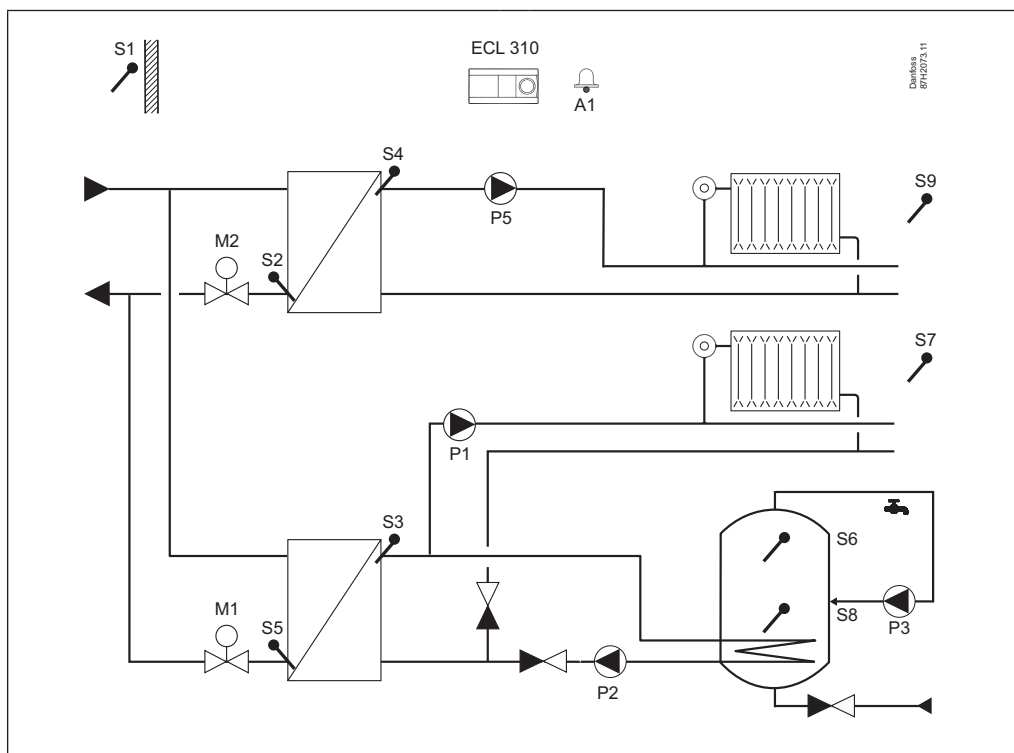 S1
ECL 310
A1
Danfoss
87H2073.11
S4
P5
S9
M2
S2
S7
P1
S3
S6
M1
S5
S8
P3
P2